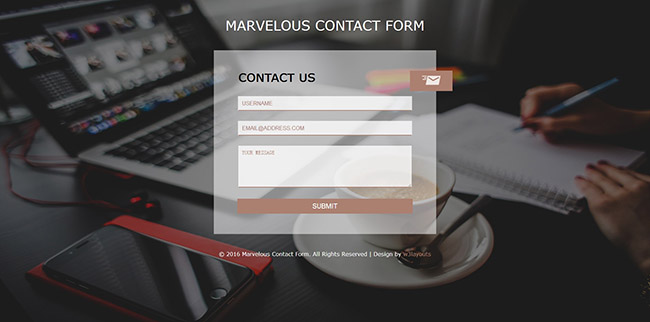 MARVELOUS CONTACT FORM
CONTACT US
USERNAME
EMAIL@ADDRESS.COM
YOUR MESSAGE
SUBMIT
© 2016 Marvelous Contact Form. All Rights Reserved | Design by w3layouts